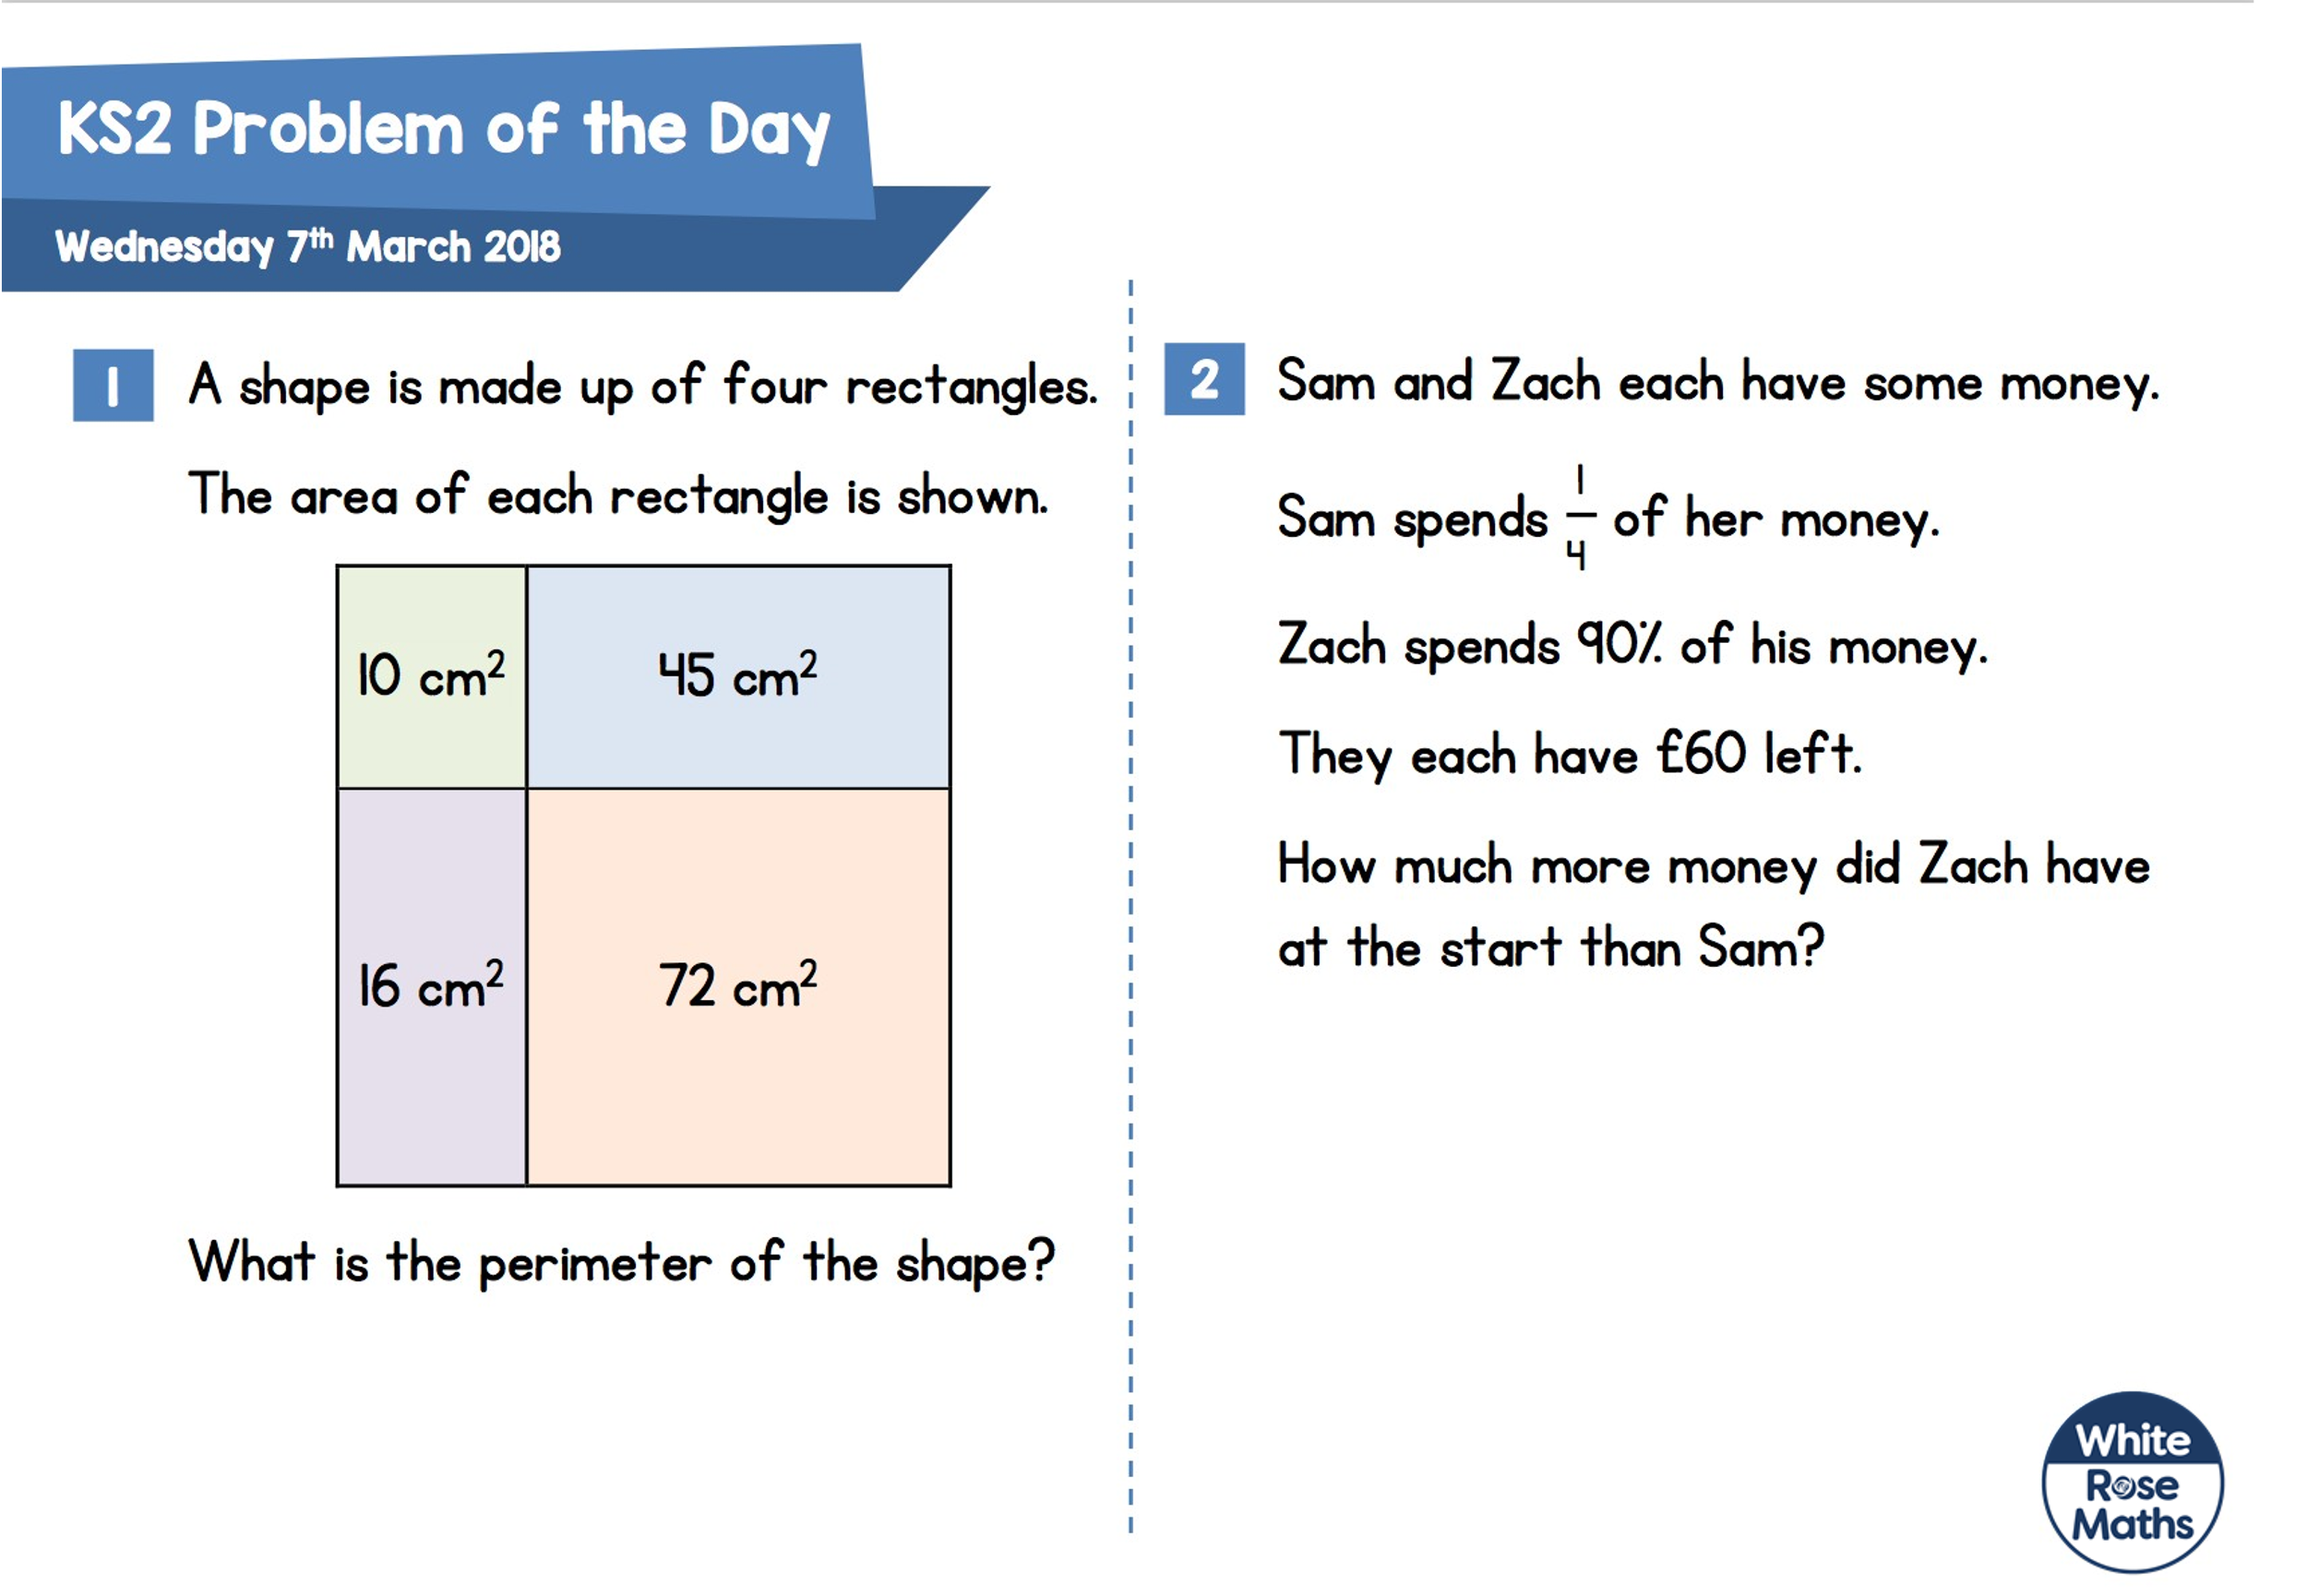 KS2 Problem of the Day
Wednesday 7th March 2018
1
A shape is made up of four rectangles.
The area of each rectangle is shown.
10 cm²
45 cm²
16 cm²
72 cm²
What is the perimeter of the shape?
2
Sam and Zach each have some money.
Sam spends 1/4 of her money.
Zach spends 90% of his money.
They each have £60 left.
How much more money did Zach have
at the start than Sam?
White
Rose
Maths